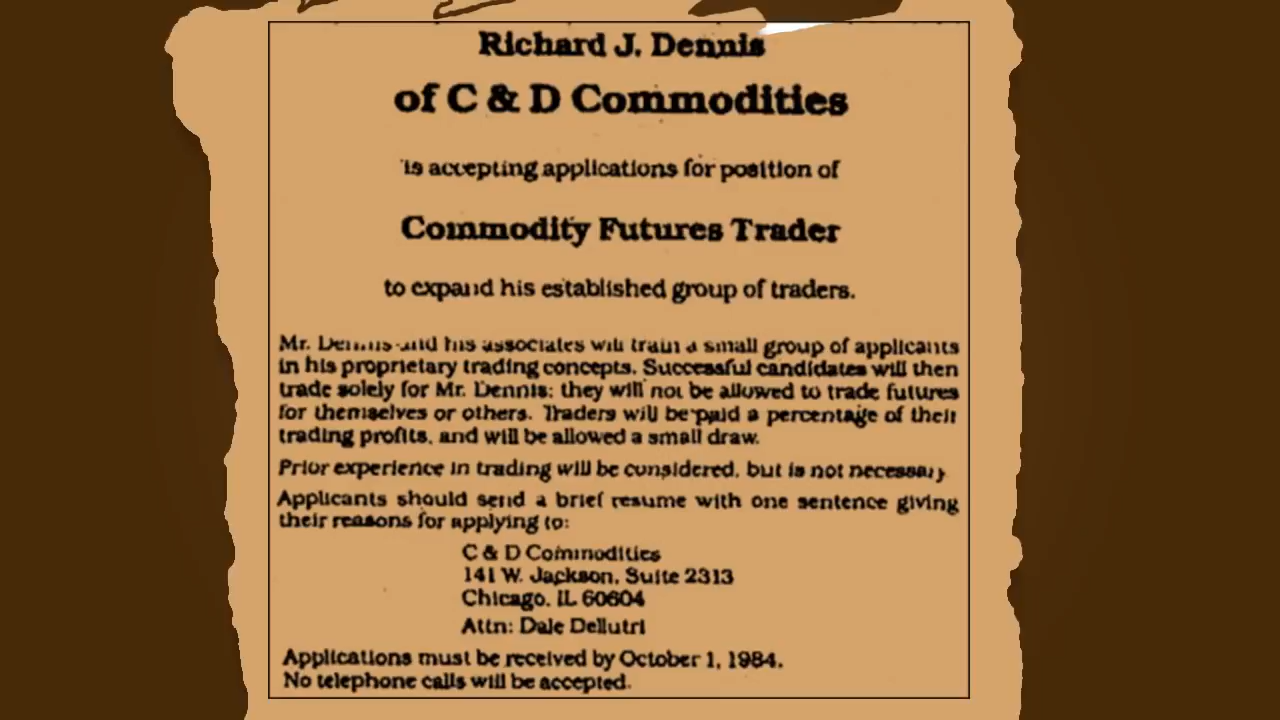 Richard J. Dennis
of C & D Commodities
is accepting applications for position of
Commodity Futures Trader
to expand his established group of traders.
Mr. Dennis and his associates will train a small group of applicants
in his proprietary trading concepts. Successful candidates will then
trade solely for Mr. Dennis: they will not be allowed to trade futures
for themselves or others. Traders will be paid a percentage of their
trading profits, and will be allowed a small draw.
Prior experience in trading will be considered, but is not necessary
Applicants should send a brief resume with one sentence giving
their reasons for applying to:
C & D Commodities
141 W. Jackson, Suite 2313
Chicago, IL 60604
Attn: Dale Dellutri
Applications must be received by October 1, 1984.
No telephone calls will be accepted.